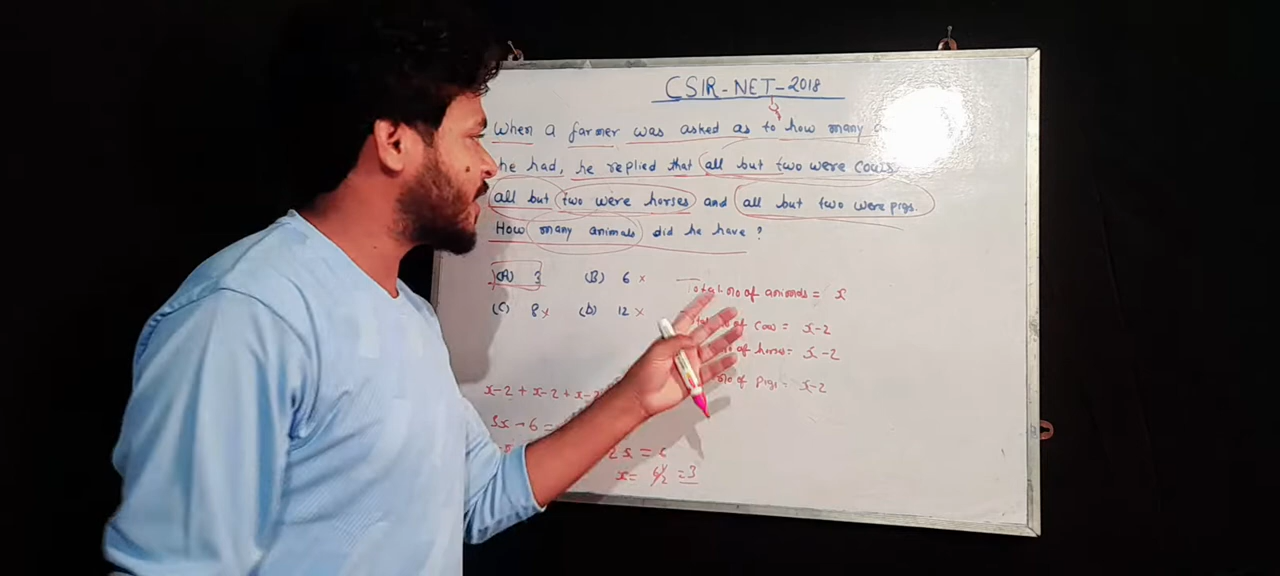 CSIR-NET-2018
When a farmer was asked as to how many
he had, he replied that all but two were cows
all but two were horses and all but two were pigs.
How many animals did he have?
(A) 3 (B) 6 ×
(C) 8 × (D) 12 ×
Total no of animals = x
of cow = x-2
no of horses = x-2
no of pigs = x-2
x-2 + x-2 + x-2
3x - 6 =
2x = 6
x = 6/2 = 3